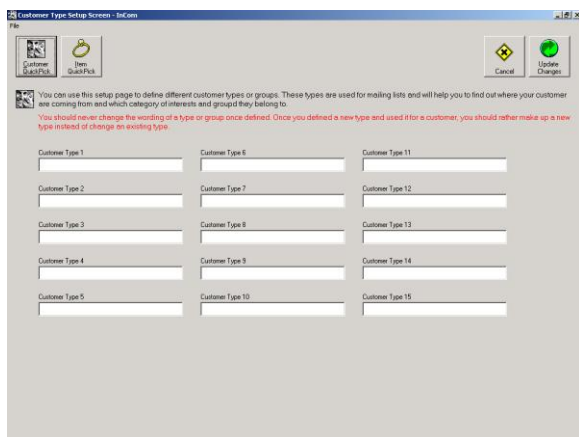 Customer Type Setup Screen - InCom
File
Customer QuickPick
Item QuickPick
Cancel
Update Changes
You can use this setup page to define different customer types or groups. These types are used for mailing lists and will help you to find out where your customer
are coming from and which category of interests and groupd they belong to.
You should never change the wording of a type or group once defined. Once you defined a new type and used it for a customer, you should rather make up a new
type instead of change an existing type.
Customer Type 1
Customer Type 6
Customer Type 11
Customer Type 2
Customer Type 7
Customer Type 12
Customer Type 3
Customer Type 8
Customer Type 13
Customer Type 4
Customer Type 9
Customer Type 14
Customer Type 5
Customer Type 10
Customer Type 15